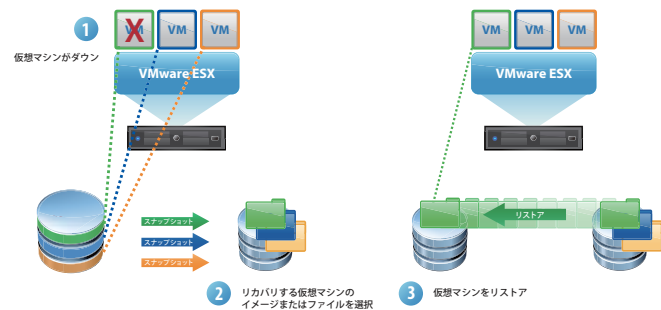 1
仮想マシンがダウン
VM
VM
VM
VMware ESX
スナップショット
スナップショット
スナップショット
2
リカバリする仮想マシンの
イメージまたはファイルを選択
VM
VM
VM
VMware ESX
リストア
3
仮想マシンをリストア